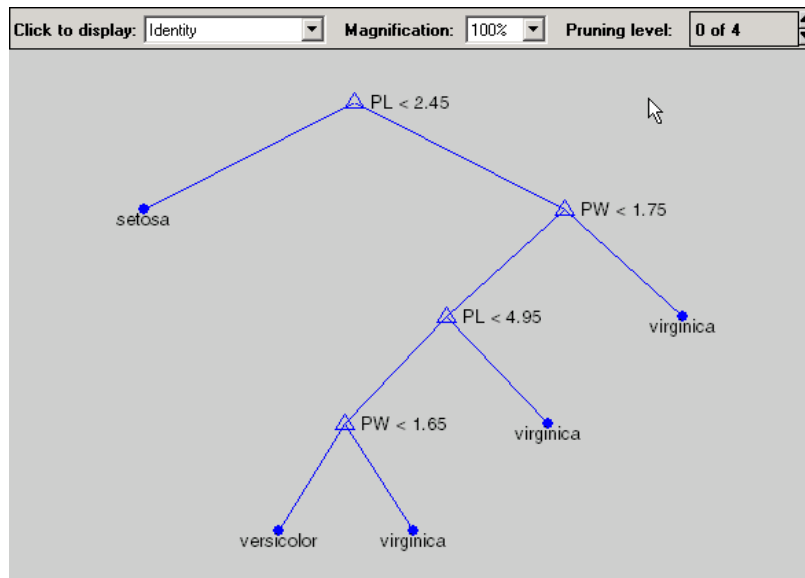 Click to display: Identity Magnification: 100% Pruning level: 0 of 4
PL < 2.45
setosa
PW < 1.75
PL < 4.95
virginica
PW < 1.65
virginica
versicolor
virginica